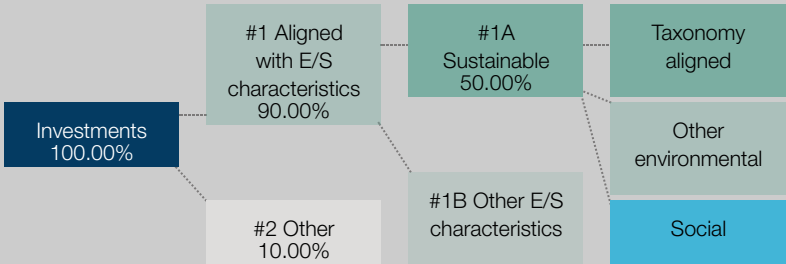 Investments
100.00%
#1 Aligned
with E/S
characteristics
90.00%
#2 Other
10.00%
#1A
Sustainable
50.00%
#1B Other E/S
characteristics
Taxonomy
aligned
Other
environmental
Social